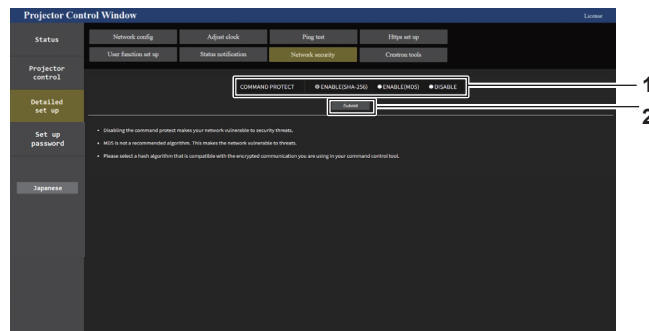 Projector Control Window
License
Status
Network config
Adjust clock
Ping test
Https set up
User function set up
Status notification
Network security
Crestron tools
Projector
control
COMMAND PROTECT
ENABLE(SHA-256)
ENABLE(MD5)
DISABLE
1
Submit
2
Detailed
set up
• Disabling the command protect makes your network vulnerable to security threats.
• MD5 is not a recommended algorithm. This makes the network vulnerable to threats.
• Please select a hash algorithm that is compatible with the encrypted communication you are using in your command control tool.
Set up
password
Japanese